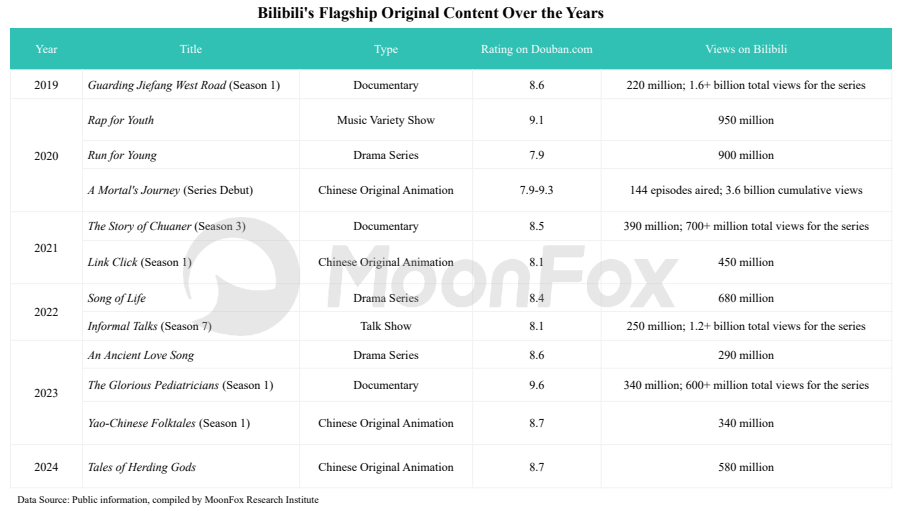 Bilibili's Flagship Original Content Over the Years
Year Title Type Rating on Douban.com Views on Bilibili
2019 Guarding Jiefang West Road (Season 1) Documentary 8.6 220 million; 1.6+ billion total views for the series
2020 Rap for Youth Music Variety Show 9.1 950 million
Run for Young Drama Series 7.9 900 million
A Mortal's Journey (Series Debut) Chinese Original Animation 7.9-9.3 144 episodes aired; 3.6 billion cumulative views
2021 The Story of Chuaner (Season 3) Documentary 8.5 390 million; 700+ million total views for the series
Link Click (Season 1) Chinese Original Animation 8.1 450 million
2022 Song of Life Drama Series 8.4 680 million
Informal Talks (Season 7) Talk Show 8.1 250 million; 1.2+ billion total views for the series
2023 An Ancient Love Song Drama Series 8.6 290 million
The Glorious Pediatricians (Season 1) Documentary 9.6 340 million; 600+ million total views for the series
Yao-Chinese Folktales (Season 1) Chinese Original Animation 8.7 340 million
2024 Tales of Herding Gods Chinese Original Animation 8.7 580 million
Data Source: Public information, compiled by MoonFox Research Institute
MoonFox